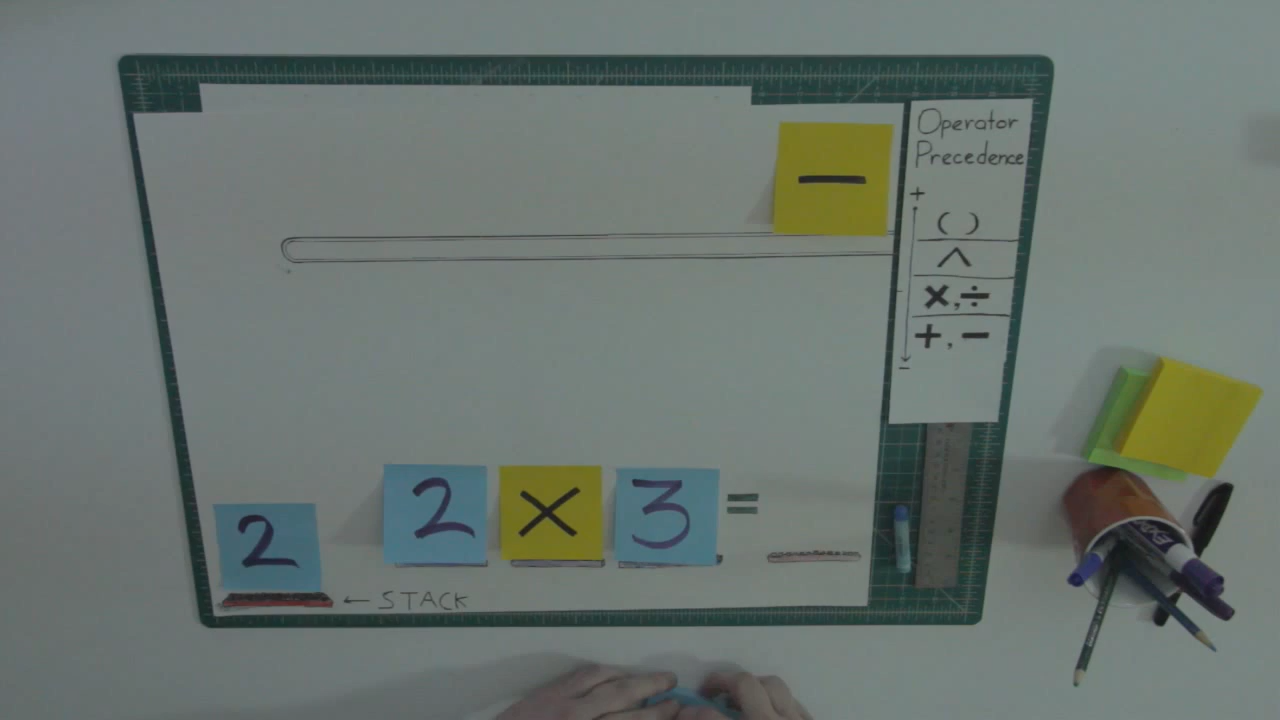 −
Operator
Precedence
+
( )
^
×,÷
+,−
−
2 × 3 =
2
← STACK